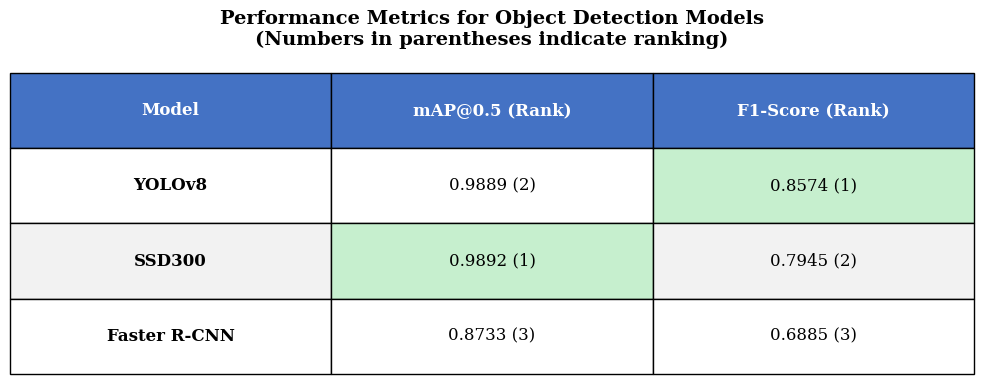 Performance Metrics for Object Detection Models
(Numbers in parentheses indicate ranking)
Model mAP@0.5 (Rank) F1-Score (Rank)
YOLOv8 0.9889 (2) 0.8574 (1)
SSD300 0.9892 (1) 0.7945 (2)
Faster R-CNN 0.8733 (3) 0.6885 (3)